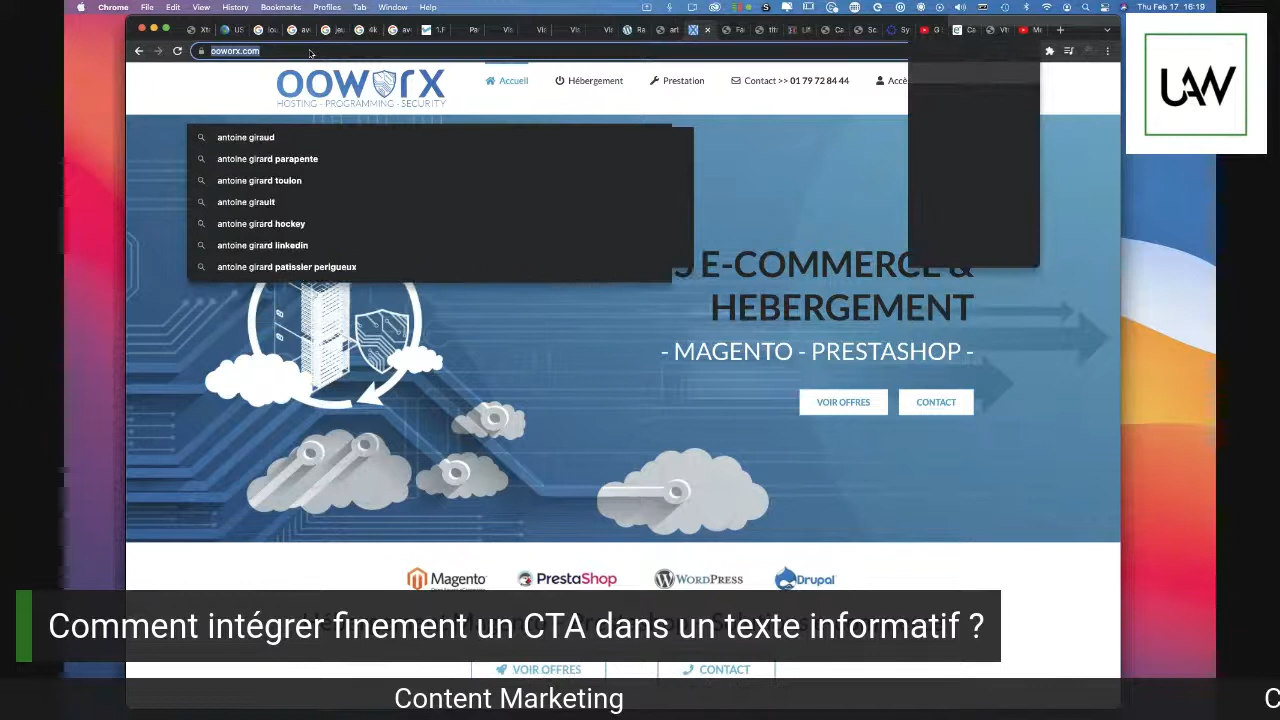 Chrome File Edit View History Bookmarks Profiles Tab Window Help
Thu Feb 17 16:19
ooworx.com
OOWORX
HOSTING - PROGRAMMING - SECURITY
Accueil Hébergement Prestation Contact >> 01 79 72 84 44
UAW
antoine giraud
antoine girard parapente
antoine girard toulon
antoine girault
antoine girard hockey
antoine girard linkedin
antoine girard patissier perigueux
E-COMMERCE &
HEBERGEMENT
- MAGENTO - PRESTASHOP -
VOIR OFFRES CONTACT
Magento PRESTASHOP WORDPRESS Drupal
Comment intégrer finement un CTA dans un texte informatif ?
VOIR OFFRES CONTACT
Content Marketing